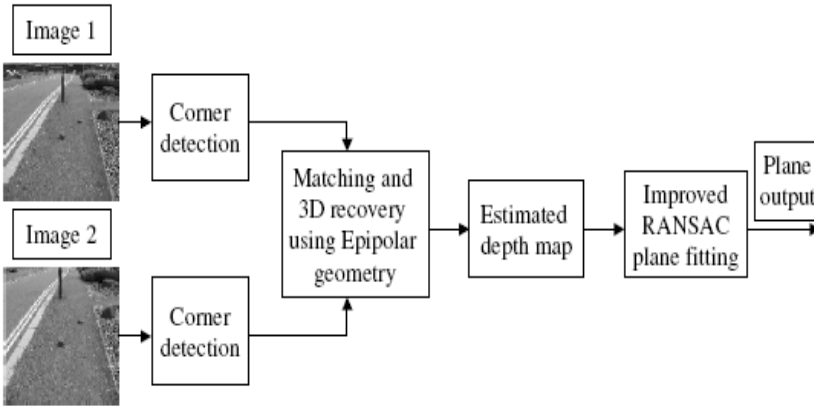 Image 1
Corner
detection
Image 2
Corner
detection
Matching and
3D recovery
using Epipolar
geometry
Estimated
depth map
Improved
RANSAC
plane fitting
Plane
output